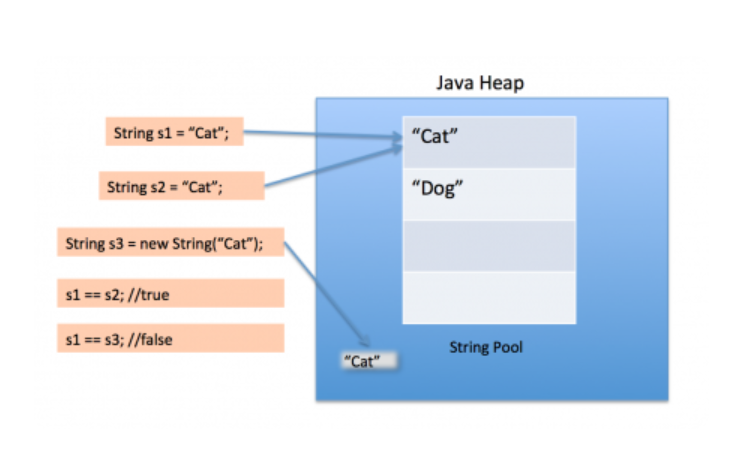 Java Heap
String s1 = “Cat”;
“Cat”
String s2 = “Cat”;
“Dog”
String s3 = new String(“Cat”);
s1 == s2; //true
s1 == s3; //false
String Pool
“Cat”